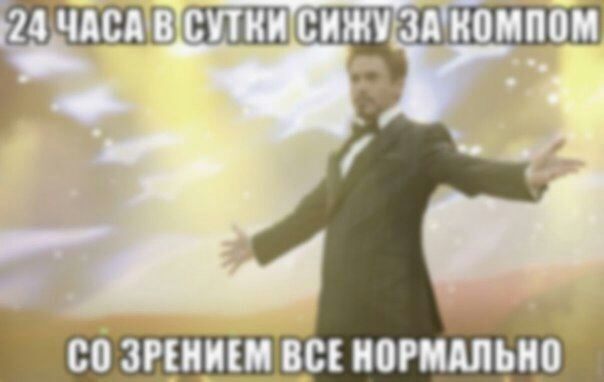 24 ЧАСА В СУТКИ СИЖУ ЗА КОМПОМ
СО ЗРЕНИЕМ ВСЕ НОРМАЛЬНО